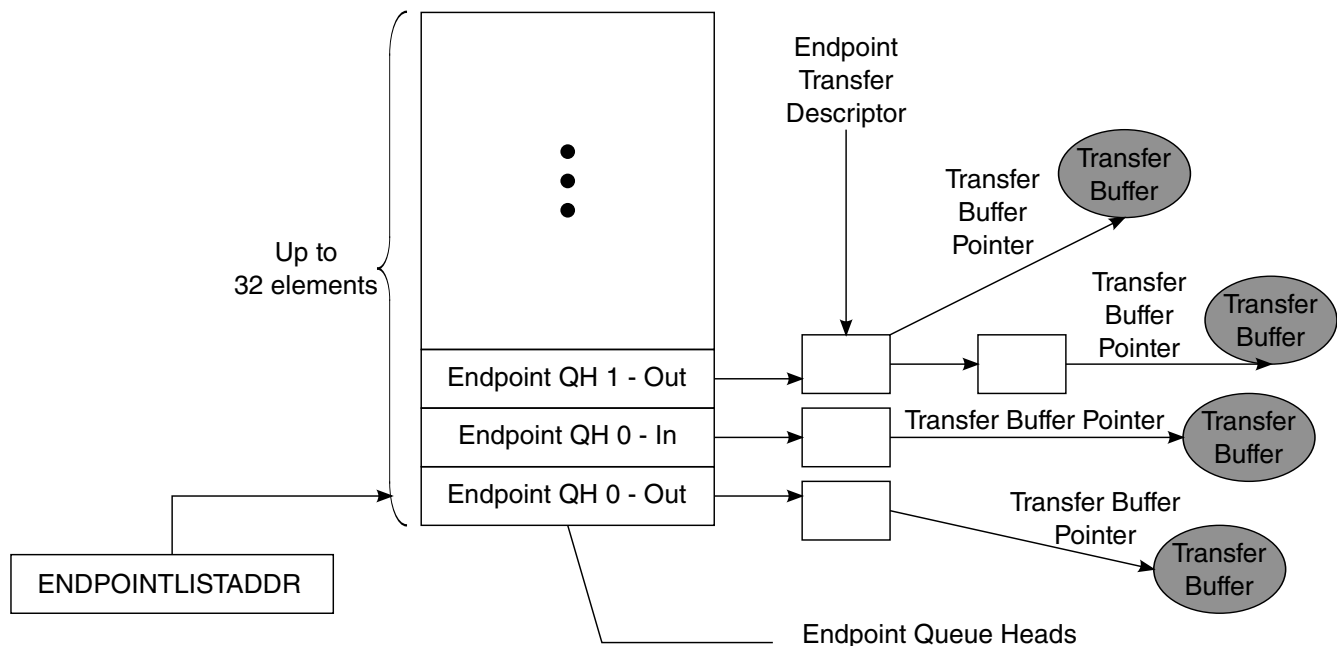 Endpoint
Transfer
Descriptor
Transfer
Buffer
Transfer
Buffer
Pointer
Up to
32 elements
Transfer
Buffer
Pointer
Transfer
Buffer
Endpoint QH 1 - Out
Endpoint QH 0 - In
Transfer Buffer Pointer
Transfer
Buffer
Endpoint QH 0 - Out
Transfer Buffer
Pointer
Transfer
Buffer
ENDPOINTLISTADDR
Endpoint Queue Heads